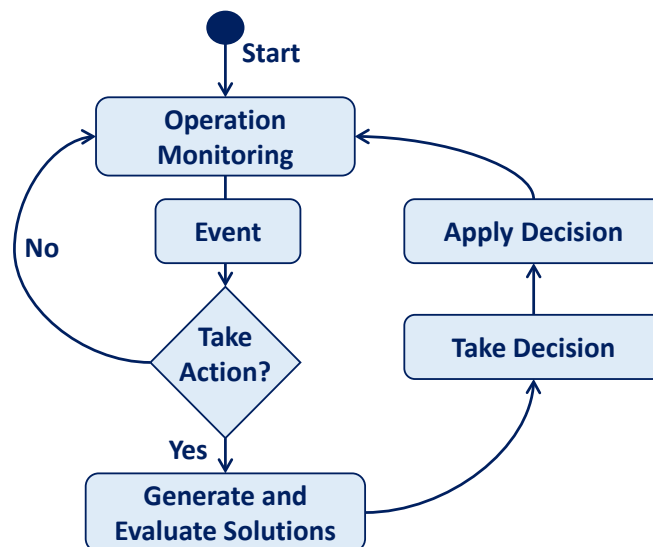 Start
Operation
Monitoring
Event
Apply Decision
No
Take
Action?
Take Decision
Yes
Generate and
Evaluate Solutions